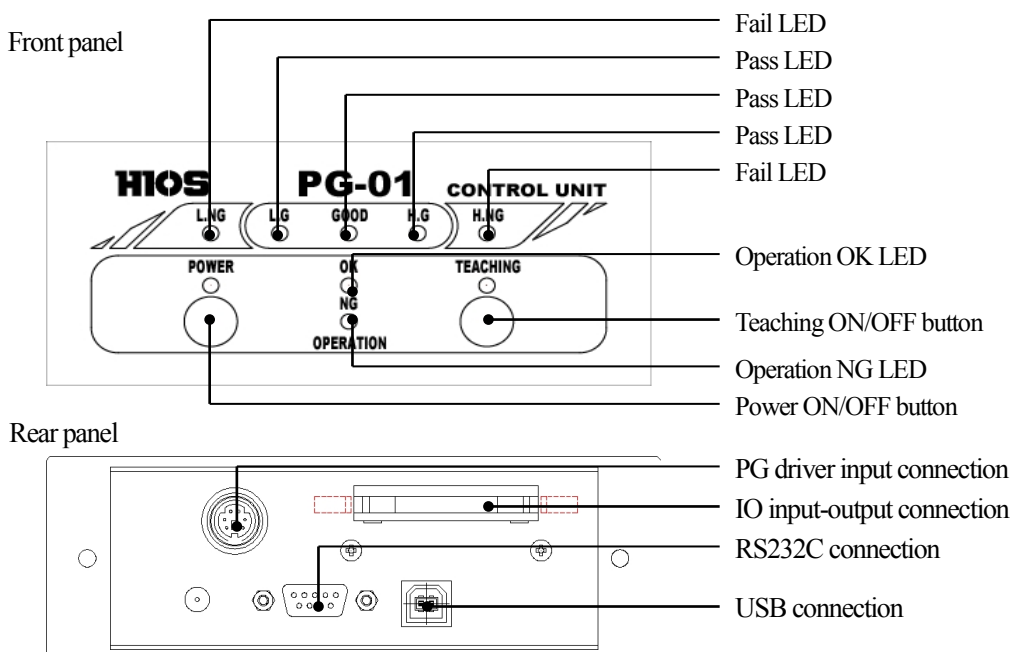 Front panel
Fail LED
Pass LED
Pass LED
Pass LED
Fail LED
HIOS PG-01 CONTROL UNIT
L.NG L.G GOOD H.G H.NG
POWER OK TEACHING
NG
OPERATION
Operation OK LED
Teaching ON/OFF button
Operation NG LED
Power ON/OFF button
Rear panel
PG driver input connection
IO input-output connection
RS232C connection
USB connection